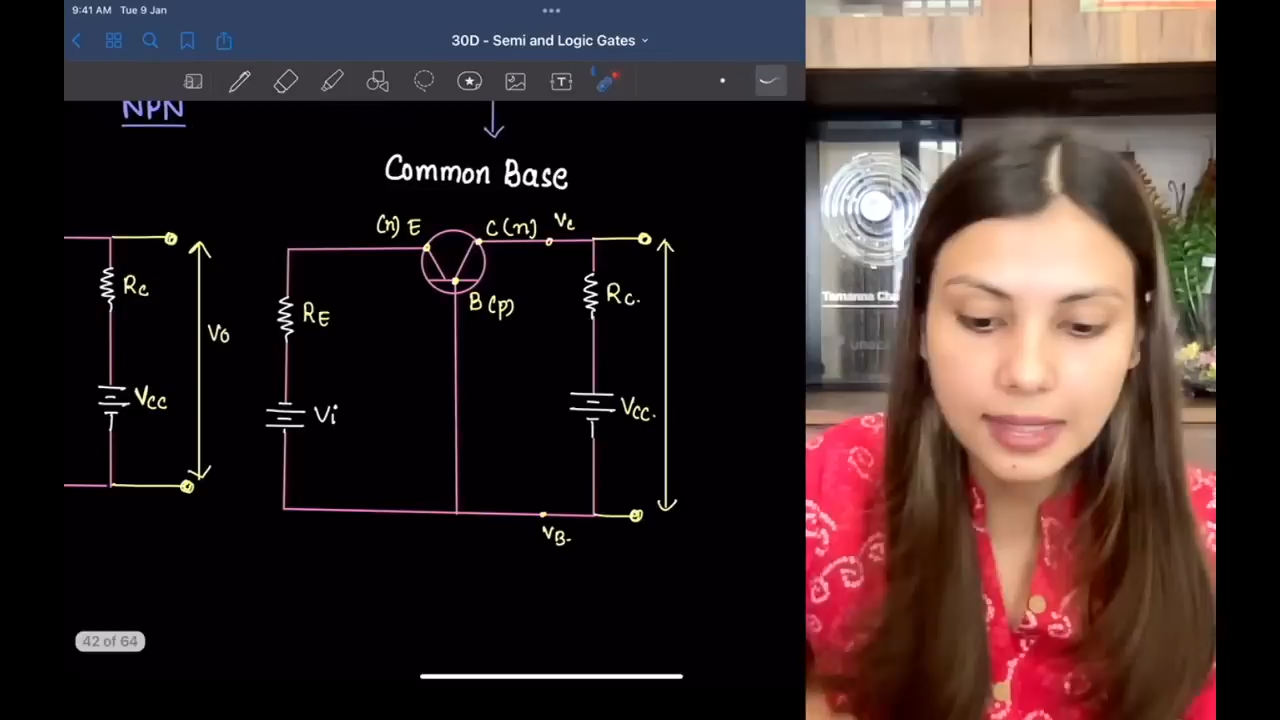 9:41 AM Tue 9 Jan
30D - Semi and Logic Gates
T
NPN
Common Base
(n) E
C (n)
Vc
RC
RE
B (p)
RC.
Vo
VCC
Vi
VCC.
VB.
42 of 64